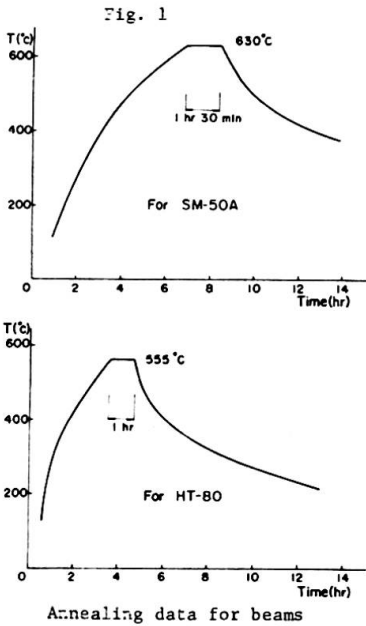 Fig. 1
T(°c)
630°C
600
1 hr 30 min
400
For SM-50A
200
0 2 4 6 8 10 12 14
Time(hr)
T(°c)
600
555°C
400
1 hr
200
For HT-80
0 2 4 6 8 10 12 14
Time(hr)
Annealing data for beams